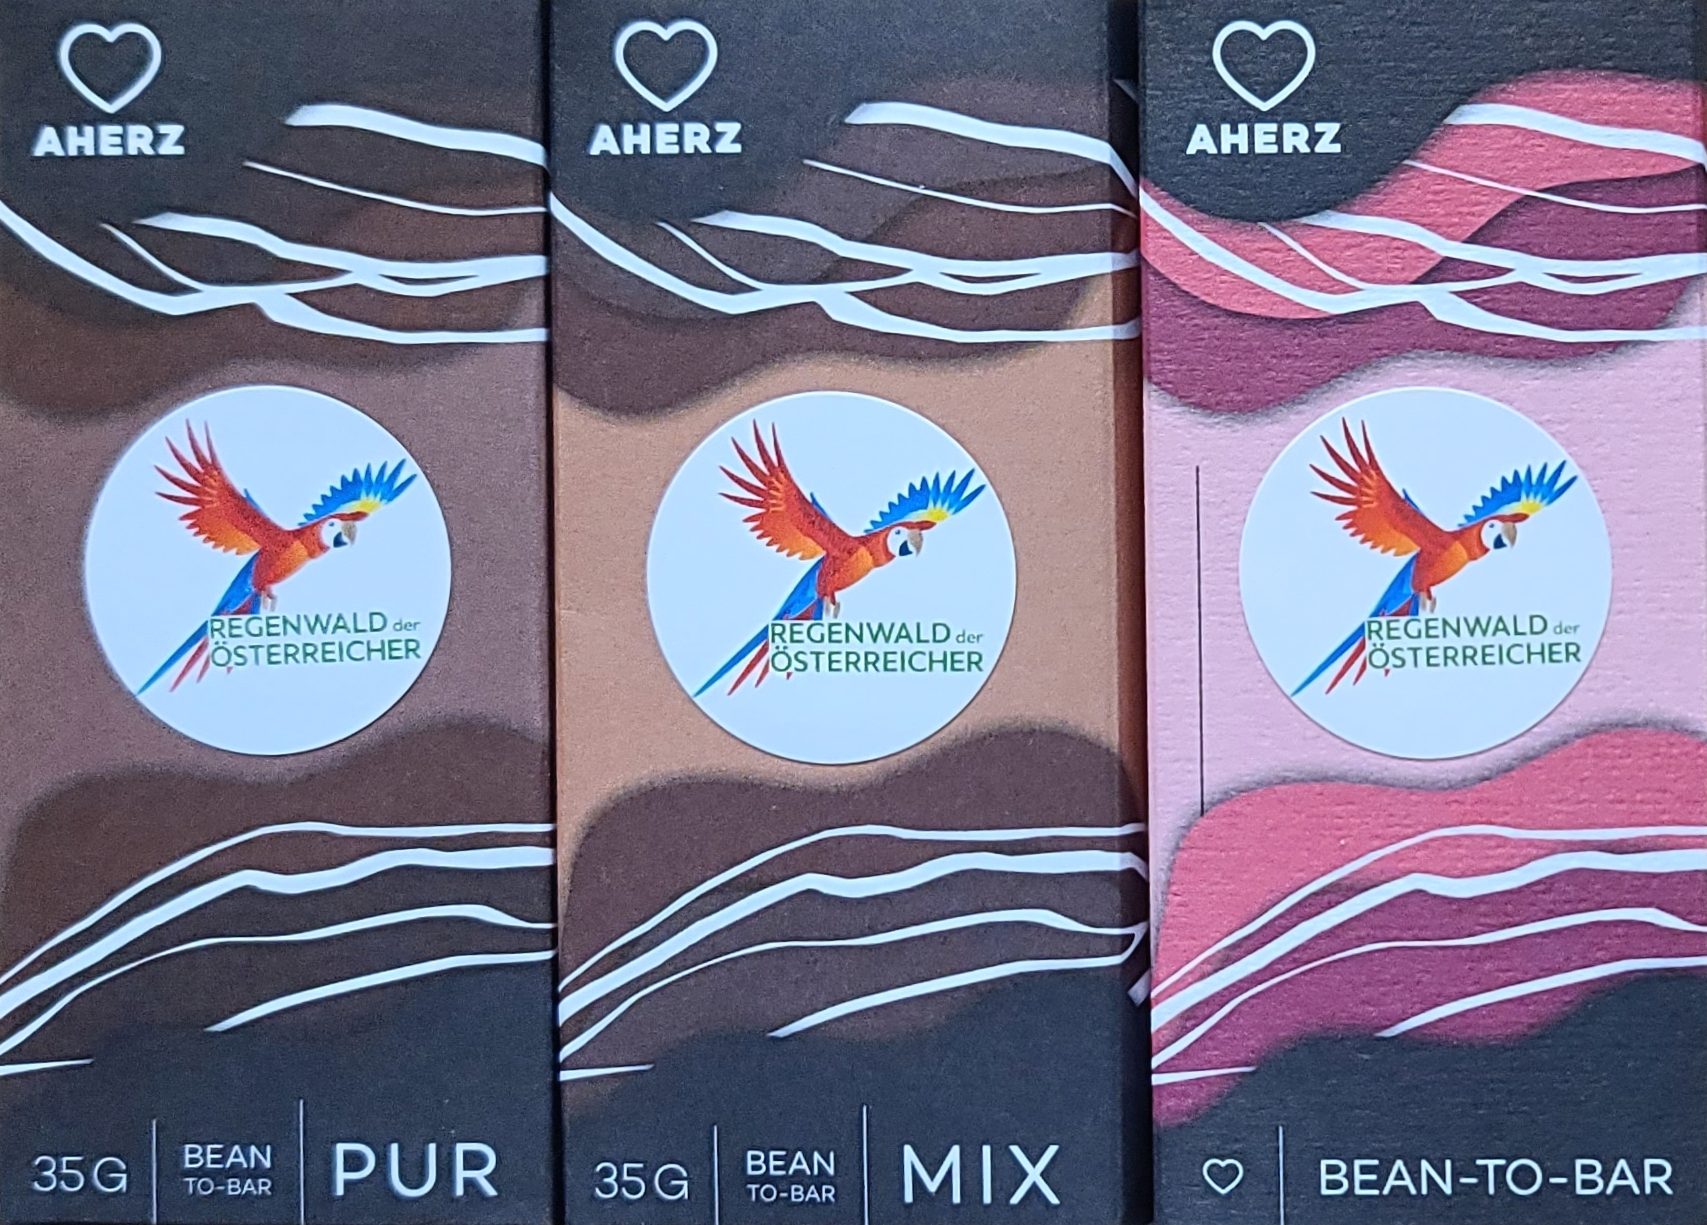 AHERZ
REGENWALD der
ÖSTERREICHER
35G
BEAN
TO-BAR
PUR
AHERZ
REGENWALD der
ÖSTERREICHER
35G
BEAN
TO-BAR
MIX
AHERZ
REGENWALD der
ÖSTERREICHER
BEAN-TO-BAR